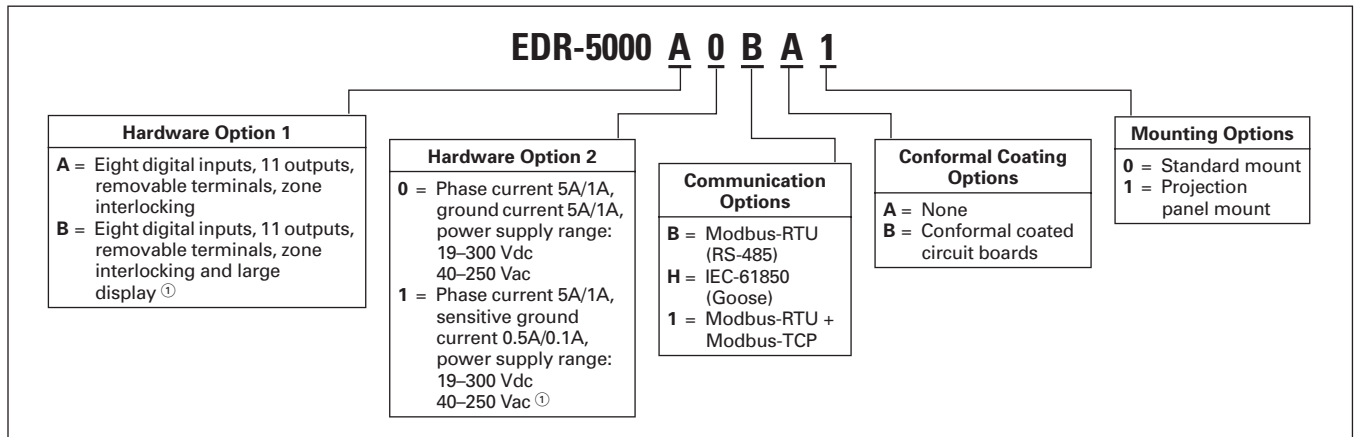 EDR-5000 A 0 B A 1
Hardware Option 1
A = Eight digital inputs, 11 outputs,
removable terminals, zone
interlocking
B = Eight digital inputs, 11 outputs,
removable terminals, zone
interlocking and large
display ①
Hardware Option 2
0 = Phase current 5A/1A,
ground current 5A/1A,
power supply range:
19–300 Vdc
40–250 Vac
1 = Phase current 5A/1A,
sensitive ground
current 0.5A/0.1A,
power supply range:
19–300 Vdc
40–250 Vac ①
Communication
Options
B = Modbus-RTU
(RS-485)
H = IEC-61850
(Goose)
1 = Modbus-RTU +
Modbus-TCP
Conformal Coating
Options
A = None
B = Conformal coated
circuit boards
Mounting Options
0 = Standard mount
1 = Projection
panel mount